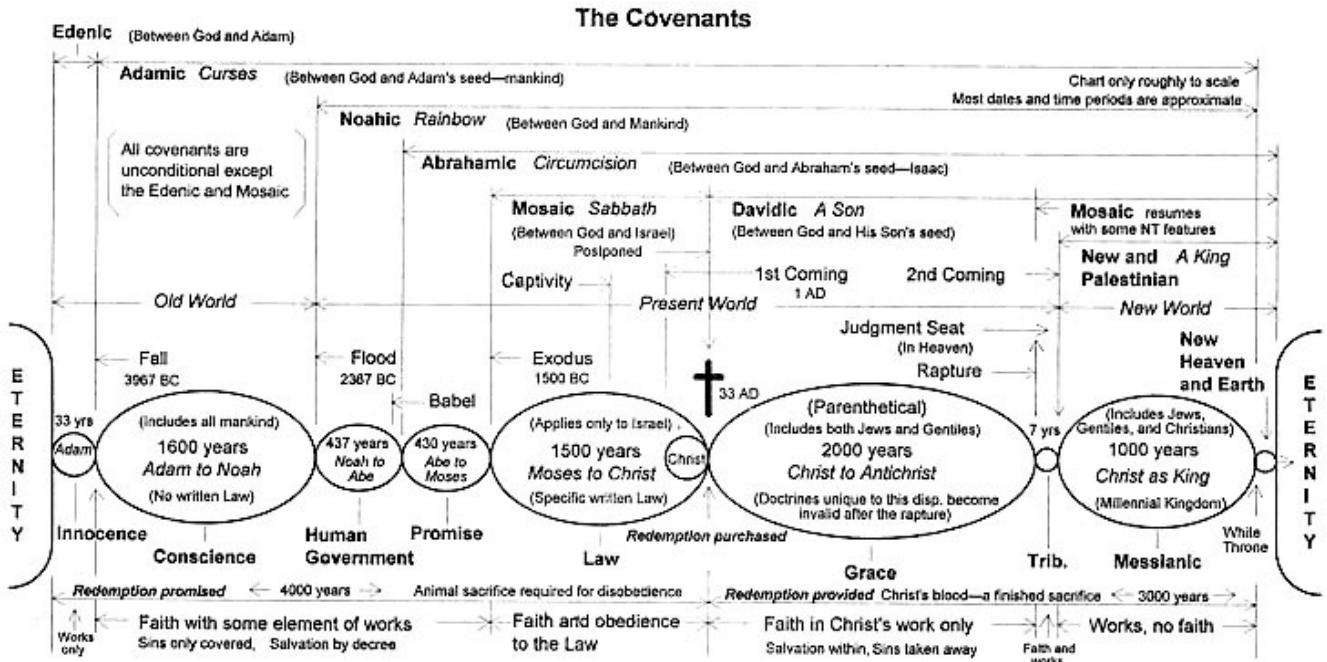 The Covenants
Edenic (Between God and Adam)
Adamic Curses (Between God and Adam's seed—mankind)
Chart only roughly to scale
Most dates and time periods are approximate
Noahic Rainbow (Between God and Mankind)
All covenants are
unconditional except
the Edenic and Mosaic
Abrahamic Circumcision (Between God and Abraham's seed—Isaac)
Mosaic Sabbath
(Between God and Israel)
Postponed
Davidic A Son
(Between God and His Son's seed)
Mosaic resumes
with some NT features
New and A King
Palestinian
Captivity
1st Coming
1 AD
2nd Coming
Old World
Present World
New World
Judgment Seat
(In Heaven)
Rapture
New
Heaven
and Earth
ETERNITY
Fall
3967 BC
Flood
2367 BC
Babel
Exodus
1500 BC
33 AD
33 yrs
Adam
(Includes all mankind)
1600 years
Adam to Noah
(No written Law)
437 years
Noah to
Abe
430 years
Abe to
Moses
(Applies only to Israel)
1500 years
Moses to Christ
(Specific written Law)
Christ
(Parenthetical)
(Includes both Jews and Gentiles)
2000 years
Christ to Antichrist
(Doctrines unique to this disp. become
invalid after the rapture)
7 yrs
(Includes Jews,
Gentiles, and Christians)
1000 years
Christ as King
(Millennial Kingdom)
ETERNITY
Innocence
Conscience
Human
Government
Promise
Law
Redemption purchased
Grace
Trib.
Messianic
While
Throne
Redemption promised
4000 years
Animal sacrifice required for disobedience
Redemption provided Christ's blood—a finished sacrifice
3000 years
Works
only
Faith with some element of works
Sins only covered, Salvation by decree
Faith and obedience
to the Law
Faith in Christ's work only
Salvation within, Sins taken away
Faith and
works
Works, no faith